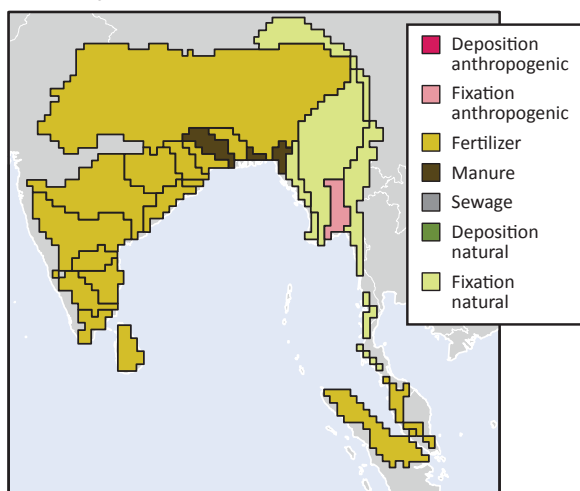 Deposition
anthropogenic
Fixation
anthropogenic
Fertilizer
Manure
Sewage
Deposition
natural
Fixation
natural